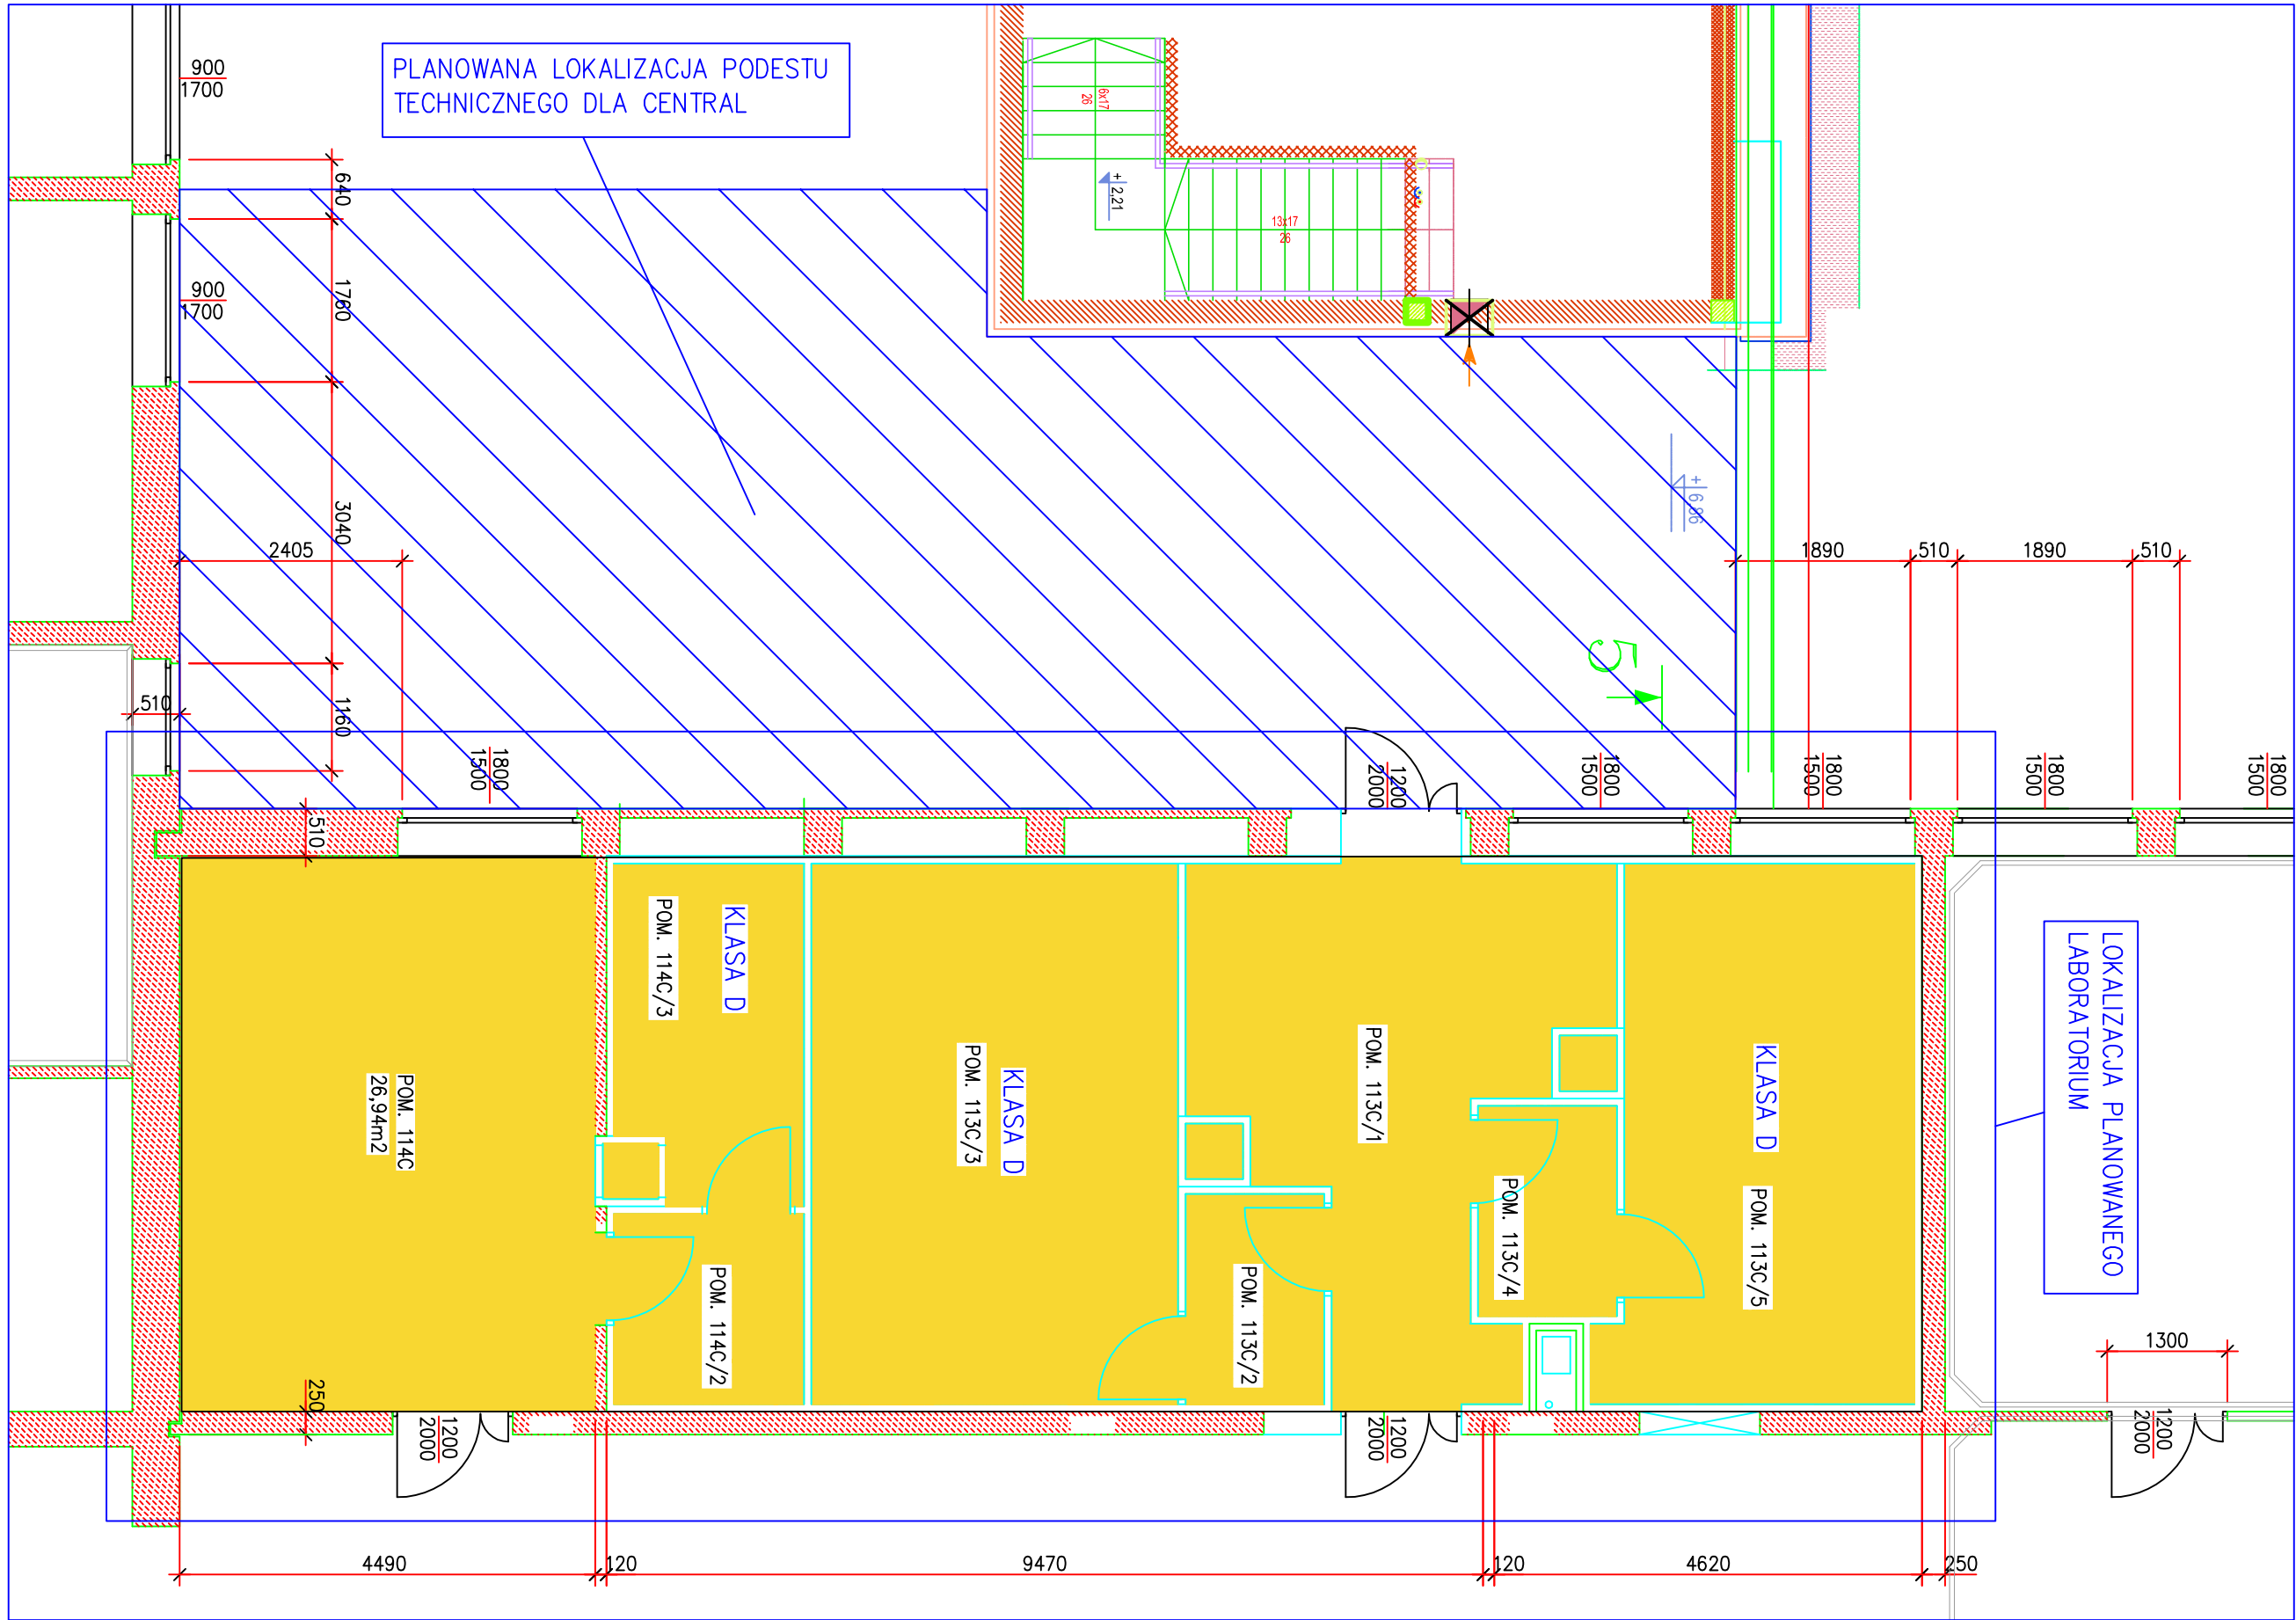 PLANOWANA LOKALIZACJA PODESTU
TECHNICZNEGO DLA CENTRAL
900
1700
640
900
1700
1760
3040
2405
1160
510
6x17
26
+ 2,21
13x17
26
+ 6,86
1890
510
1890
510
5
1800
1500
1200
2000
1800
1500
1800
1500
1800
1500
1800
1500
510
KLASA D
POM. 114C/3
KLASA D
POM. 113C/3
POM. 113C/1
KLASA D
POM. 113C/5
POM. 113C/4
LOKALIZACJA PLANOWANEGO
LABORATORIUM
POM. 114C
26,94m2
POM. 114C/2
POM. 113C/2
1300
250
1200
2000
1200
2000
1200
2000
4490
120
9470
120
4620
250